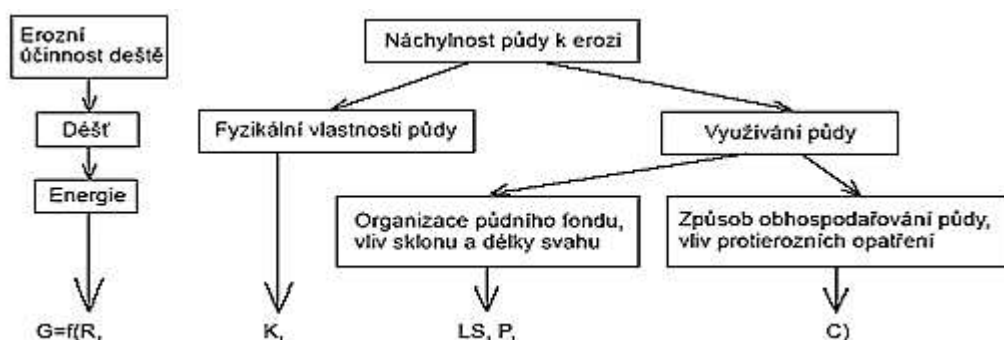 Erozní
účinnost deště
Náchylnost půdy k erozi
Déšť
Fyzikální vlastnosti půdy
Využívání půdy
Energie
Organizace půdního fondu,
vliv sklonu a délky svahu
Způsob obhospodařování půdy,
vliv protierozních opatření
G=f(R, K, LS, P, C)